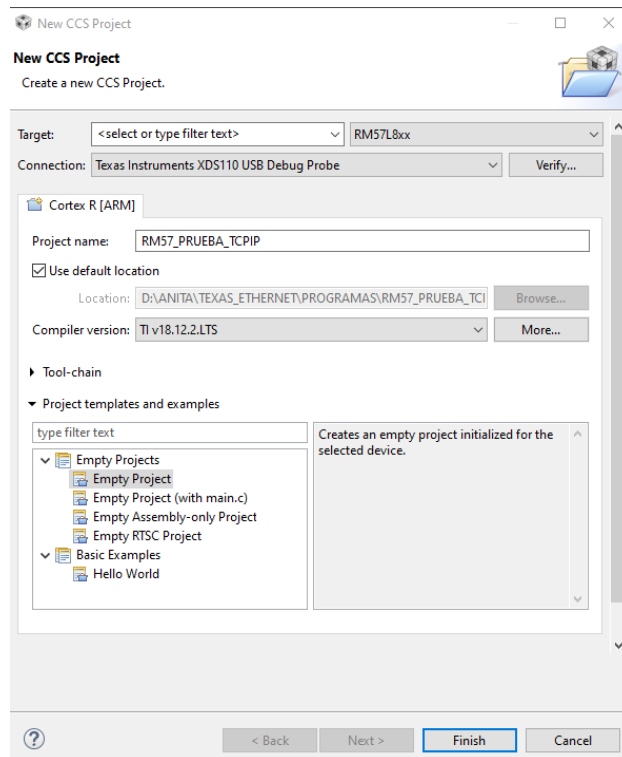 New CCS Project
New CCS Project
Create a new CCS Project.
Target: <select or type filter text> RM57L8xx
Connection: Texas Instruments XDS110 USB Debug Probe Verify...
Cortex R [ARM]
Project name: RM57_PRUEBA_TCPIP
Use default location
Location: D:\ANITA\TEXAS_ETHERNET\PROGRAMAS\RM57_PRUEBA_TCI Browse...
Compiler version: TI v18.12.2.LTS More...
Tool-chain
Project templates and examples
type filter text
Creates an empty project initialized for the
selected device.
Empty Projects
Empty Project
Empty Project (with main.c)
Empty Assembly-only Project
Empty RTSC Project
Basic Examples
Hello World
? < Back Next > Finish Cancel